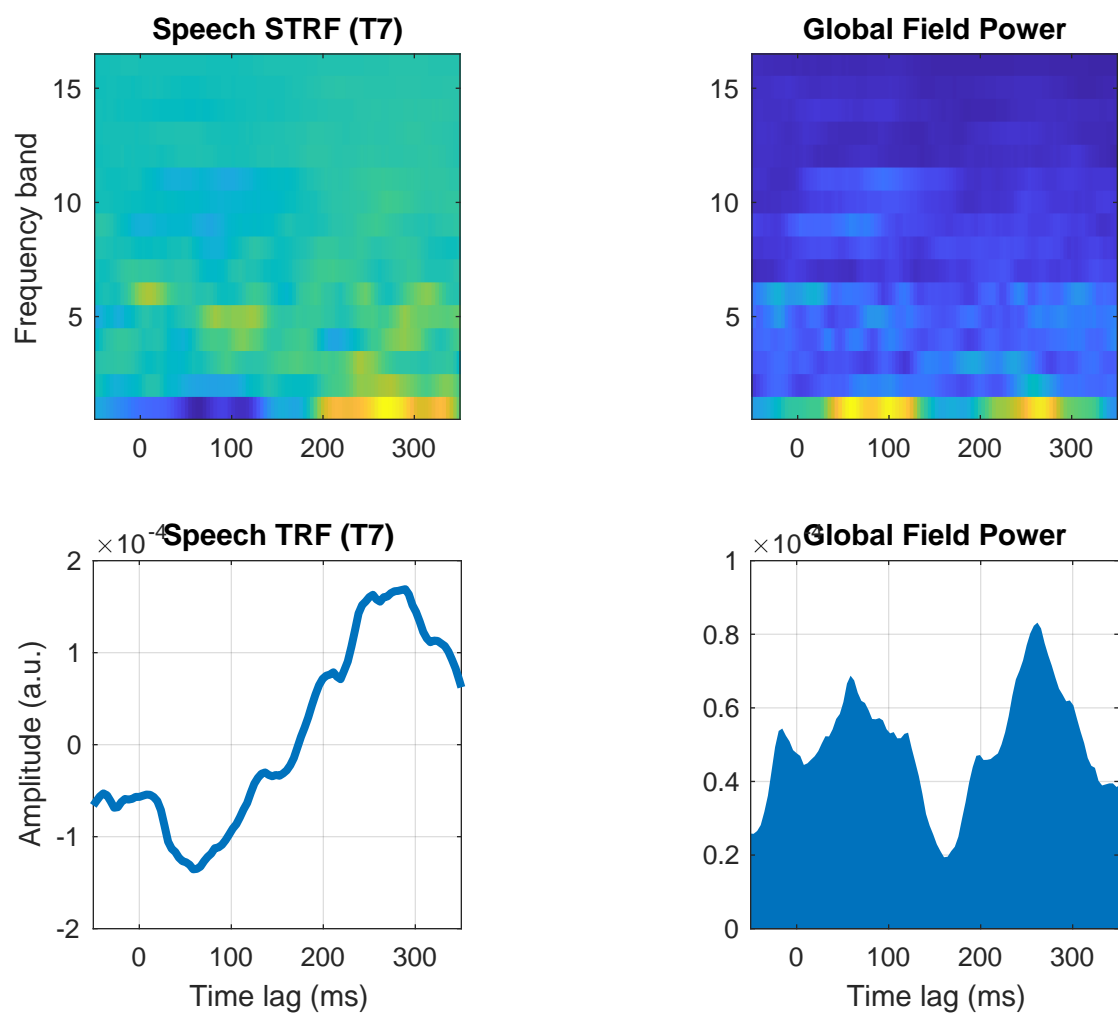 Speech STRF (T7)
Frequency band
15
10
5
0 100 200 300
Global Field Power
15
10
5
0 100 200 300
Speech TRF (T7)
×10-4
Amplitude (a.u.)
2
1
0
-1
-2
0 100 200 300
Time lag (ms)
Global Field Power
×10-4
1
0.8
0.6
0.4
0.2
0
0 100 200 300
Time lag (ms)